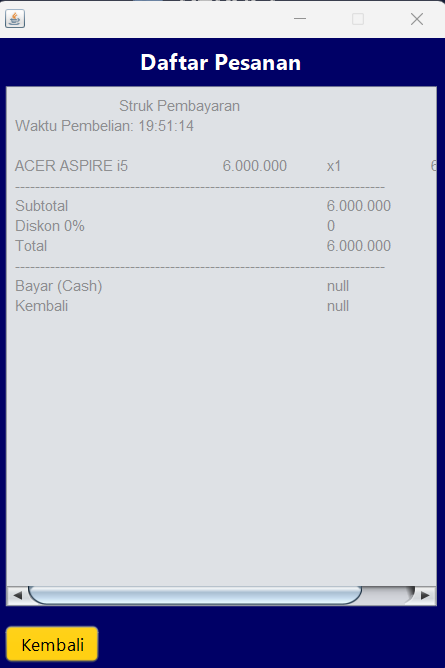 Daftar Pesanan
Struk Pembayaran
Waktu Pembelian: 19:51:14
ACER ASPIRE i5 6.000.000 x1 6
Subtotal 6.000.000
Diskon 0% 0
Total 6.000.000
Bayar (Cash) null
Kembali null
Kembali